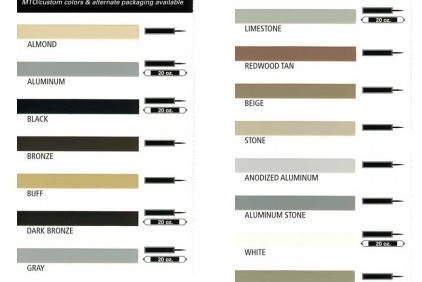 MTO/custom colors & alternate packaging available
ALMOND
20 oz.
ALUMINUM
20 oz.
BLACK
BRONZE
BUFF
20 oz.
DARK BRONZE
20 oz.
GRAY
20 oz.
LIMESTONE
REDWOOD TAN
BEIGE
STONE
ANODIZED ALUMINUM
ALUMINUM STONE
20 oz.
WHITE